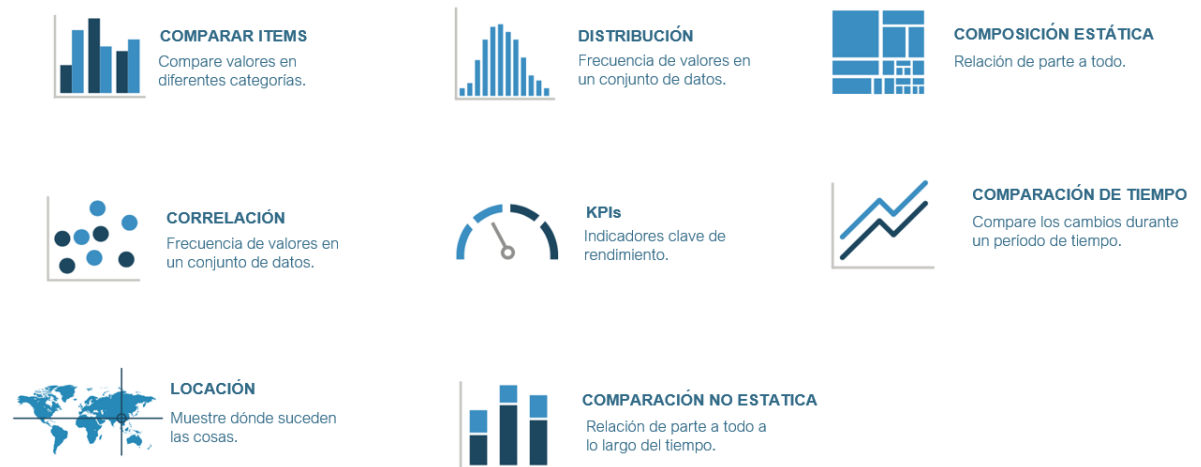 COMPARAR ITEMS
Compare valores en
diferentes categorías.
DISTRIBUCIÓN
Frecuencia de valores en
un conjunto de datos.
COMPOSICIÓN ESTÁTICA
Relación de parte a todo.
CORRELACIÓN
Frecuencia de valores en
un conjunto de datos.
KPIs
Indicadores clave de
rendimiento.
COMPARACIÓN DE TIEMPO
Compare los cambios durante
un período de tiempo.
LOCACIÓN
Muestre dónde suceden
las cosas.
COMPARACIÓN NO ESTATICA
Relación de parte a todo a
lo largo del tiempo.